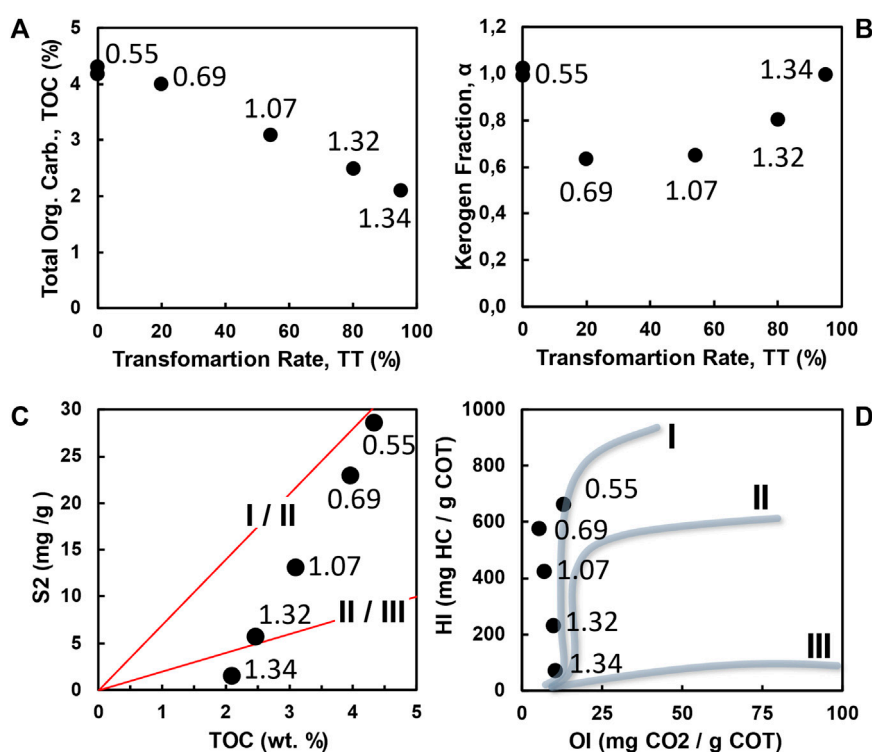 A
Total Org. Carb., TOC (%)
5
4
3
2
1
0
0.55
0.69
1.07
1.32
1.34
0 20 40 60 80 100
Transfomartion Rate, TT (%)
B
Kerogen Fraction, α
1,2
1,0
0,8
0,6
0,4
0,2
0,0
0.55
0.69
1.07
1.32
1.34
0 20 40 60 80 100
Transfomartion Rate, TT (%)
C
S2 (mg /g)
30
25
20
15
10
5
0
I / II
II / III
0.55
0.69
1.07
1.32
1.34
0 1 2 3 4 5
TOC (wt. %)
D
HI (mg HC / g COT)
1000
800
600
400
200
0
I
II
III
0.55
0.69
1.07
1.32
1.34
0 25 50 75 100
OI (mg CO2 / g COT)